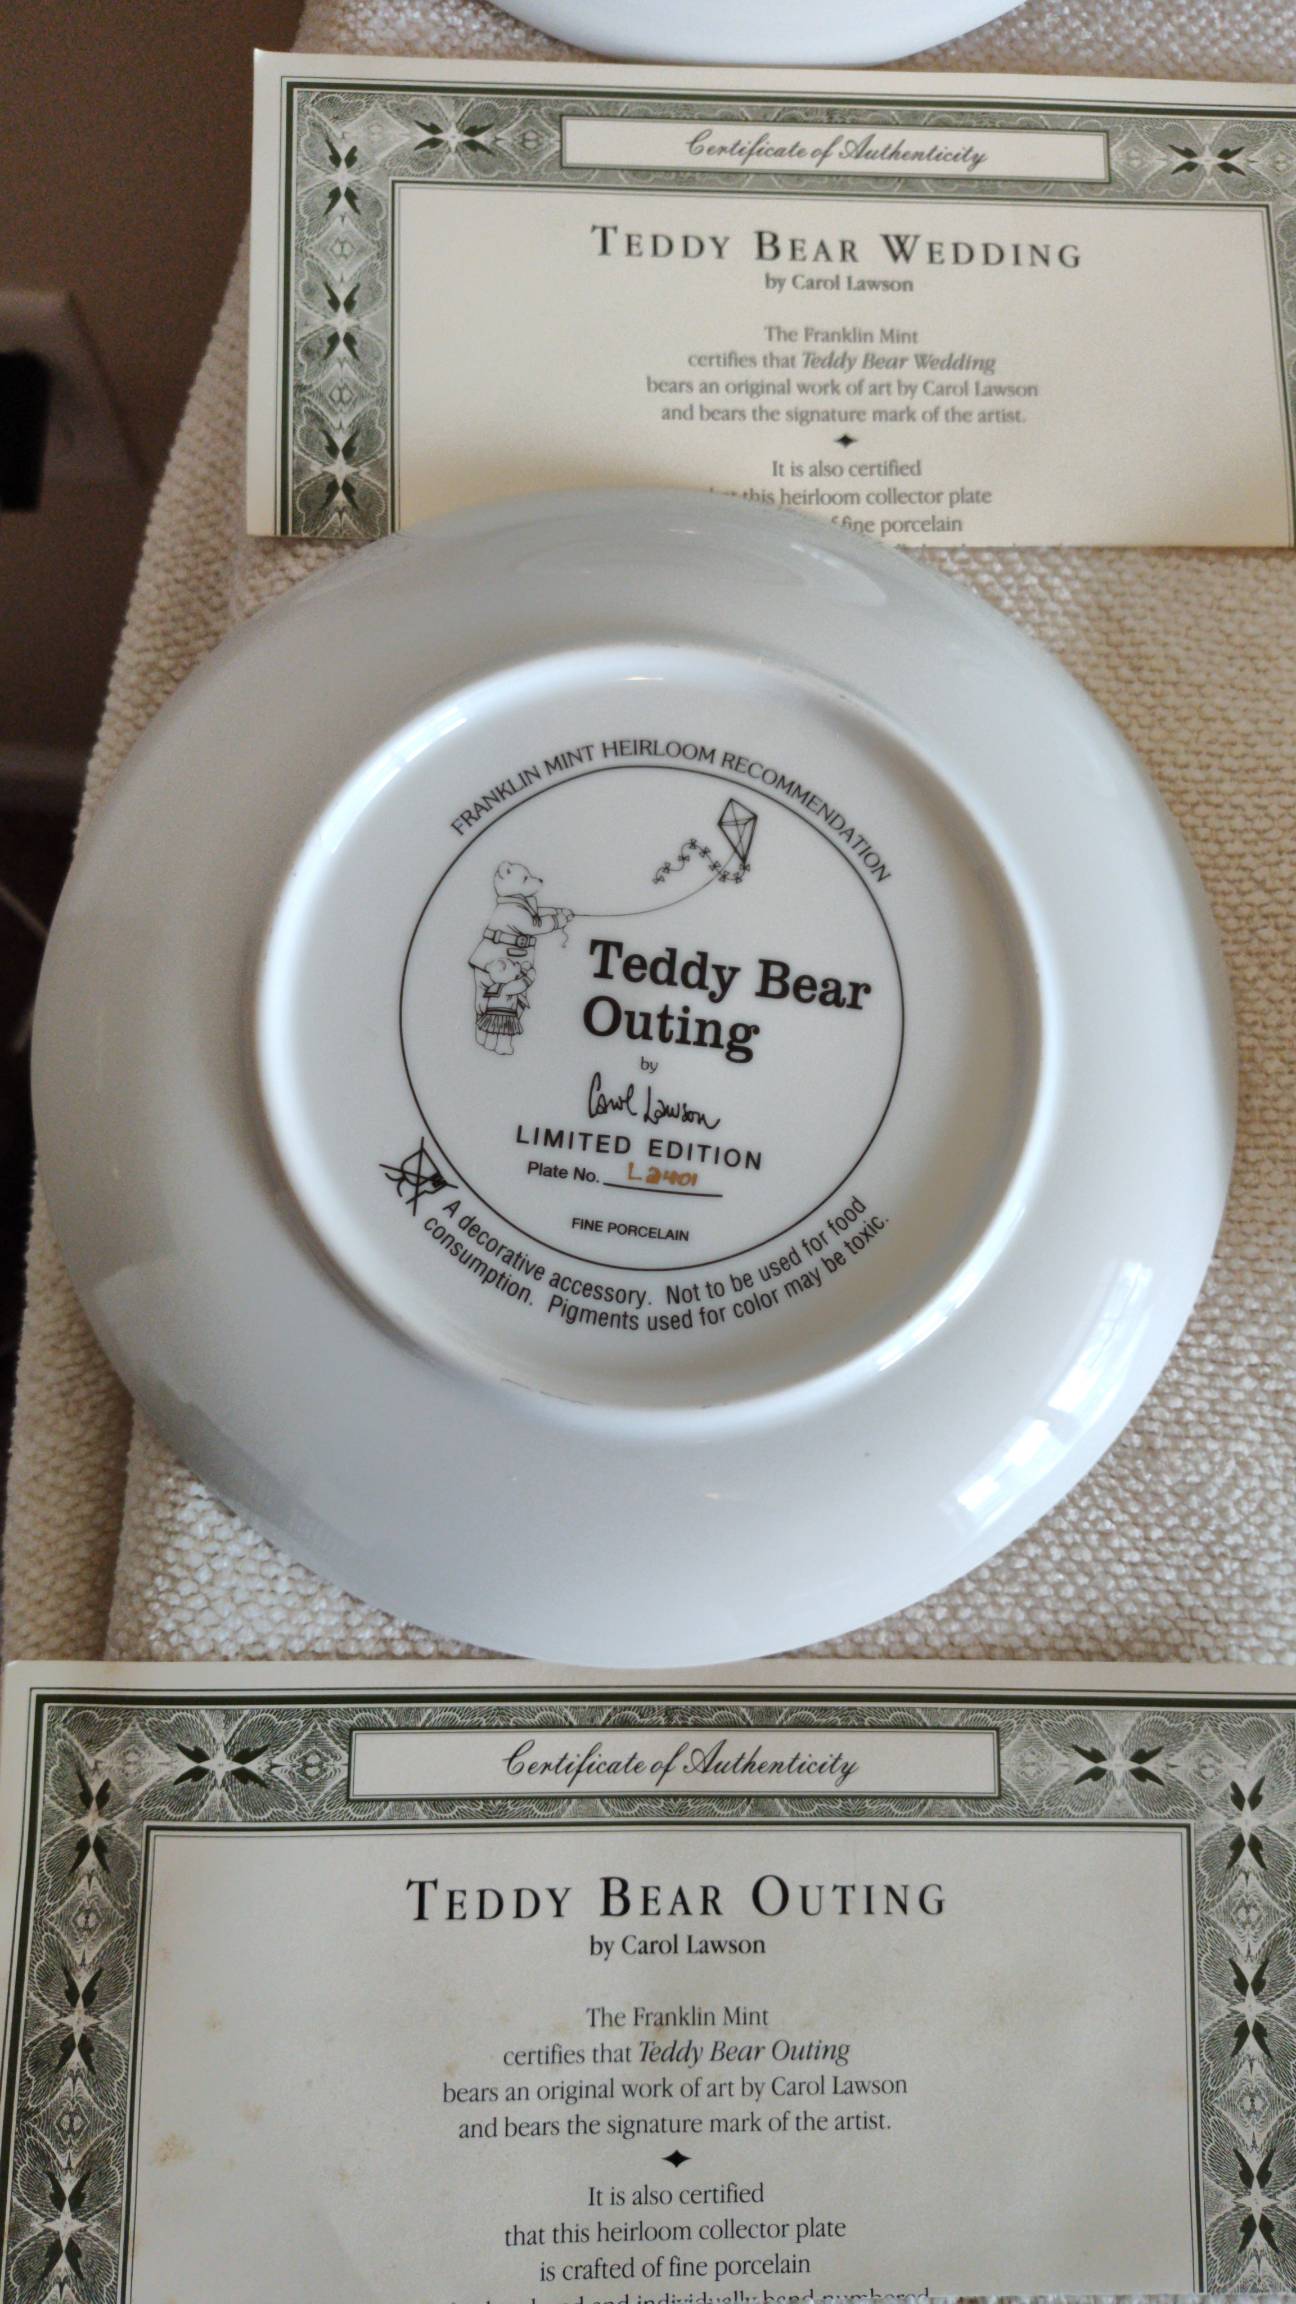 Certificate of Authenticity
TEDDY BEAR WEDDING
by Carol Lawson
The Franklin Mint
certifies that Teddy Bear Wedding
bears an original work of art by Carol Lawson
and bears the signature mark of the artist.
It is also certified
this heirloom collector plate
fine porcelain
FRANKLIN MINT HEIRLOOM RECOMMENDATION
Teddy Bear
Outing
by
Carol Lawson
LIMITED EDITION
Plate No. L2401
FINE PORCELAIN
A decorative accessory. Not to be used for food
consumption. Pigments used for color may be toxic.
Certificate of Authenticity
TEDDY BEAR OUTING
by Carol Lawson
The Franklin Mint
certifies that Teddy Bear Outing
bears an original work of art by Carol Lawson
and bears the signature mark of the artist.
It is also certified
that this heirloom collector plate
is crafted of fine porcelain
and individually hand-numbered